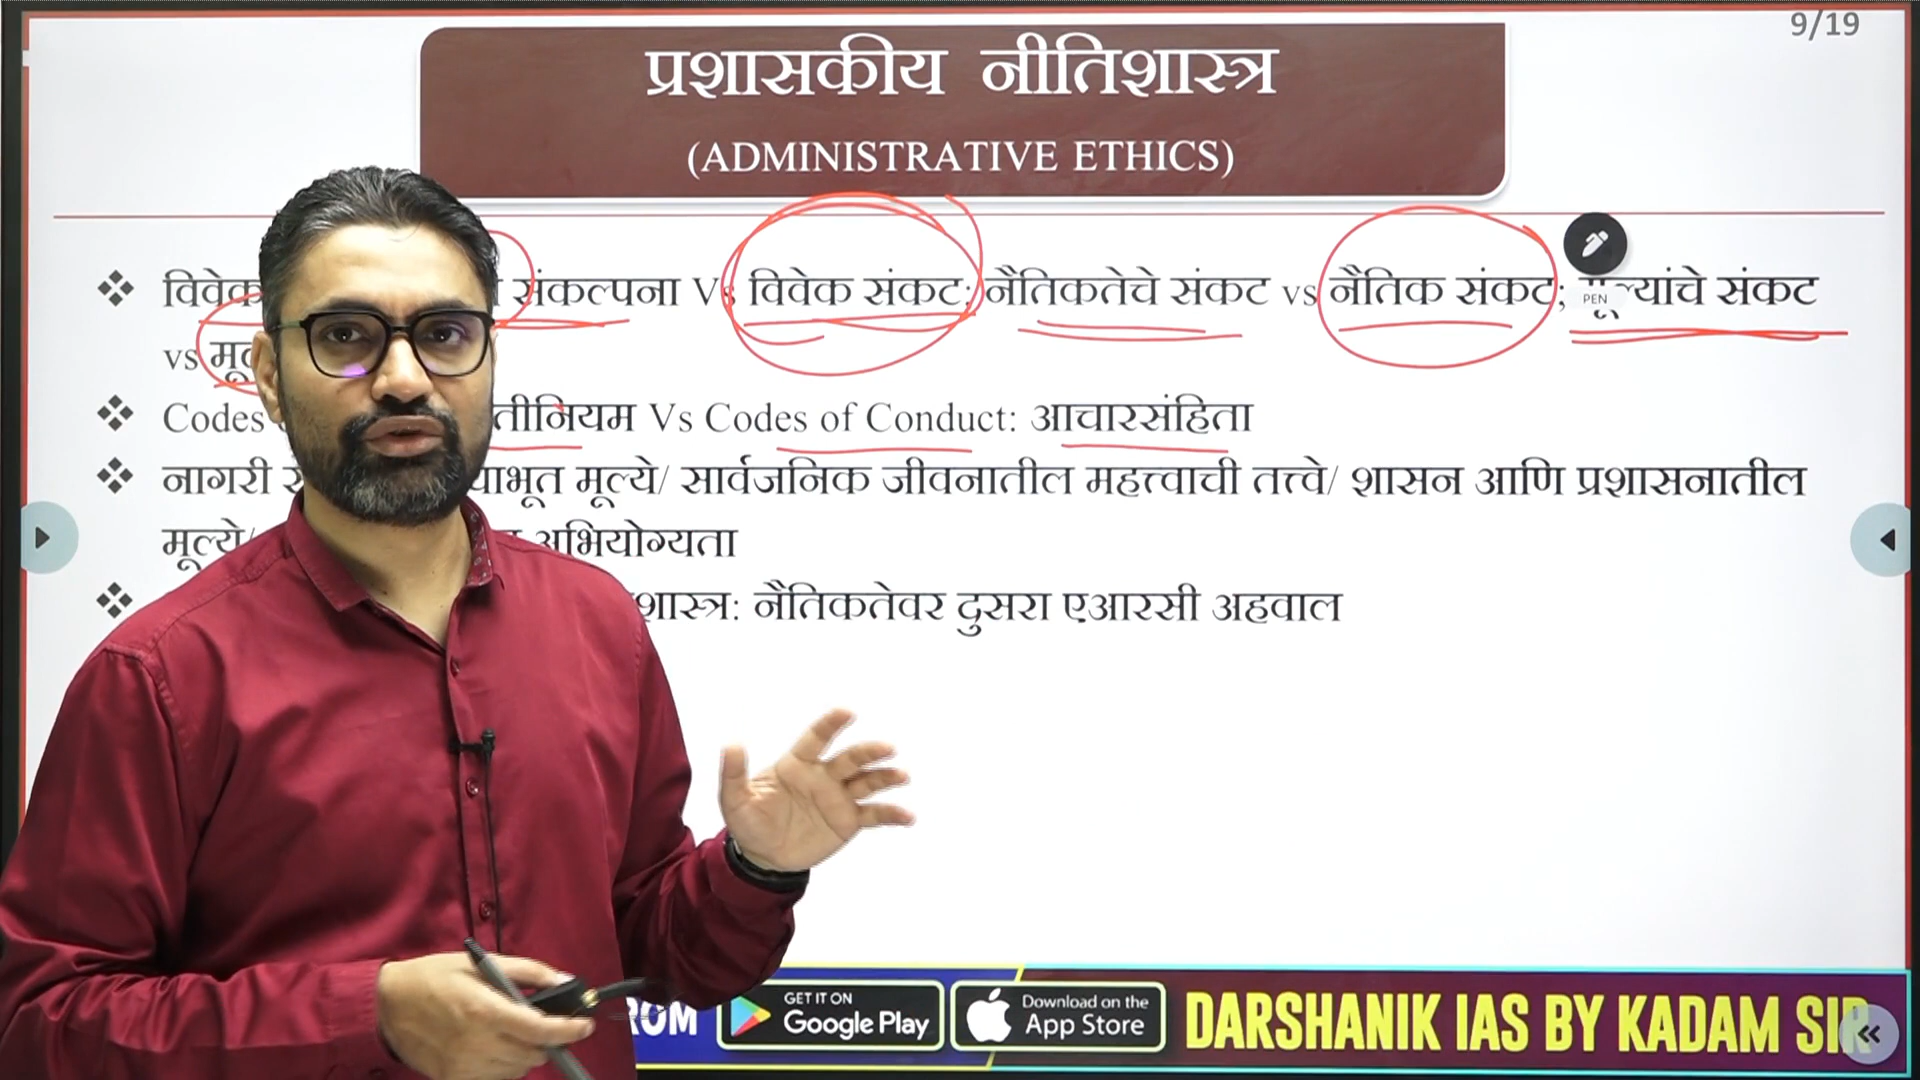 9/19
प्रशासकीय नीतिशास्त्र
(ADMINISTRATIVE ETHICS)
विवेक संकल्पना Vs विवेक संकट; नैतिकतेचे संकट vs नैतिक संकट; मूल्यांचे संकट
PEN
vs
Codes तीनियम Vs Codes of Conduct: आचारसंहिता
नागरी याभूत मूल्ये/ सार्वजनिक जीवनातील महत्त्वाची तत्त्वे/ शासन आणि प्रशासनातील
मूल्ये/ अभियोग्यता
शास्त्र: नैतिकतेवर दुसरा एआरसी अहवाल
ROM GET IT ON Google Play Download on the App Store DARSHANIK IAS BY KADAM SIR